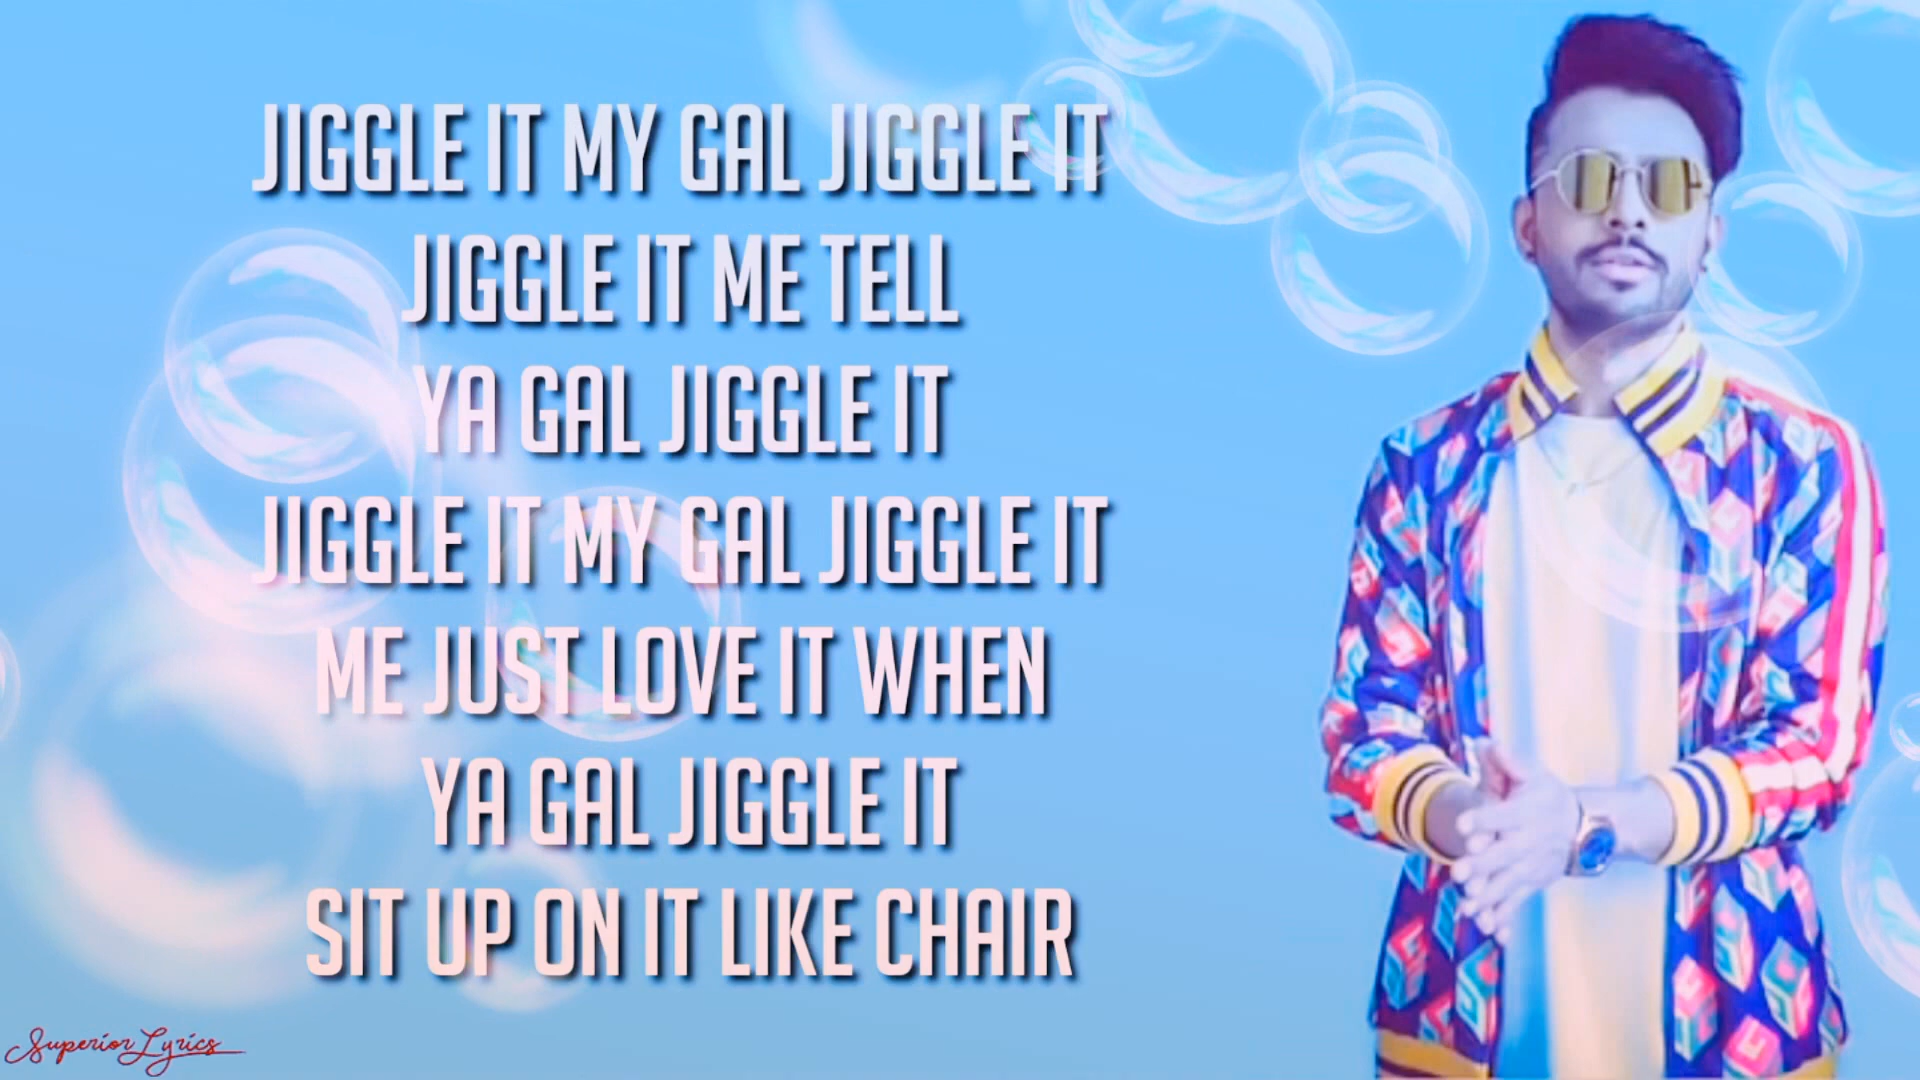 JIGGLE IT MY GAL JIGGLE IT
JIGGLE IT ME TELL
YA GAL JIGGLE IT
JIGGLE IT MY GAL JIGGLE IT
ME JUST LOVE IT WHEN
YA GAL JIGGLE IT
SIT UP ON IT LIKE CHAIR
Superior Lyrics